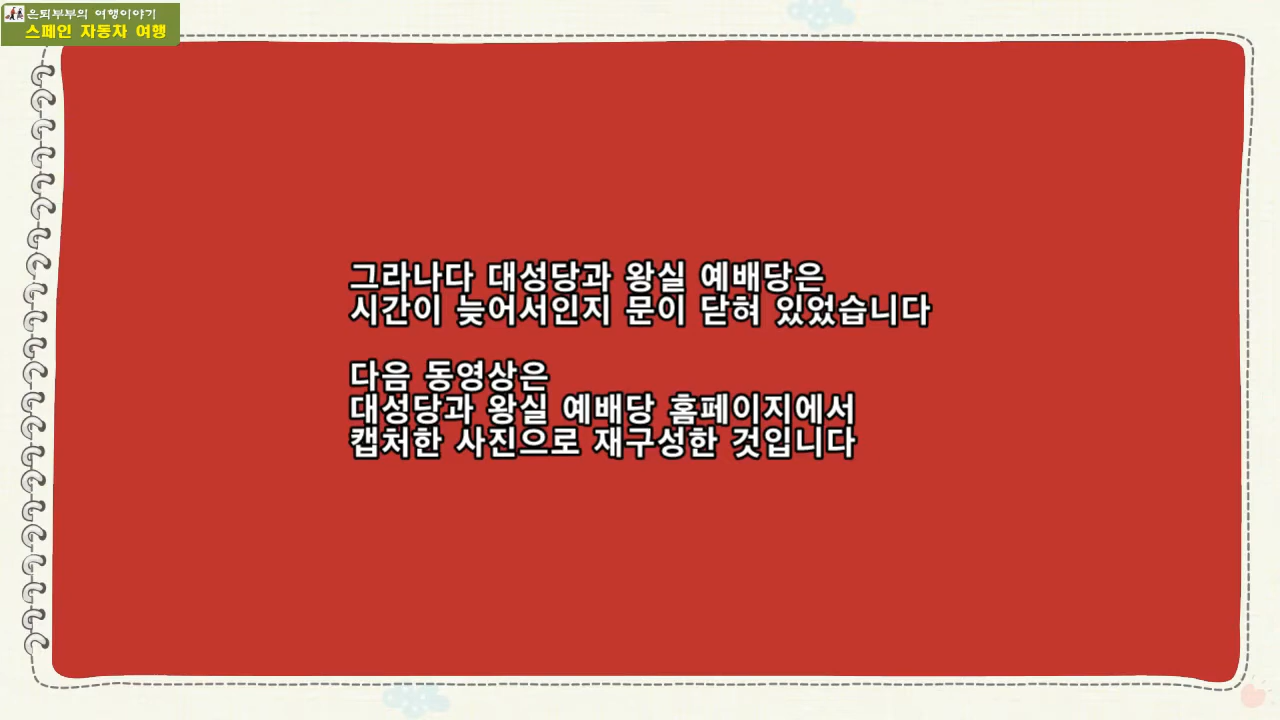 은퇴부부의 여행이야기
스페인 자동차 여행
그라나다 대성당과 왕실 예배당은
시간이 늦어서인지 문이 닫혀 있었습니다
다음 동영상은
대성당과 왕실 예배당 홈페이지에서
캡처한 사진으로 재구성한 것입니다